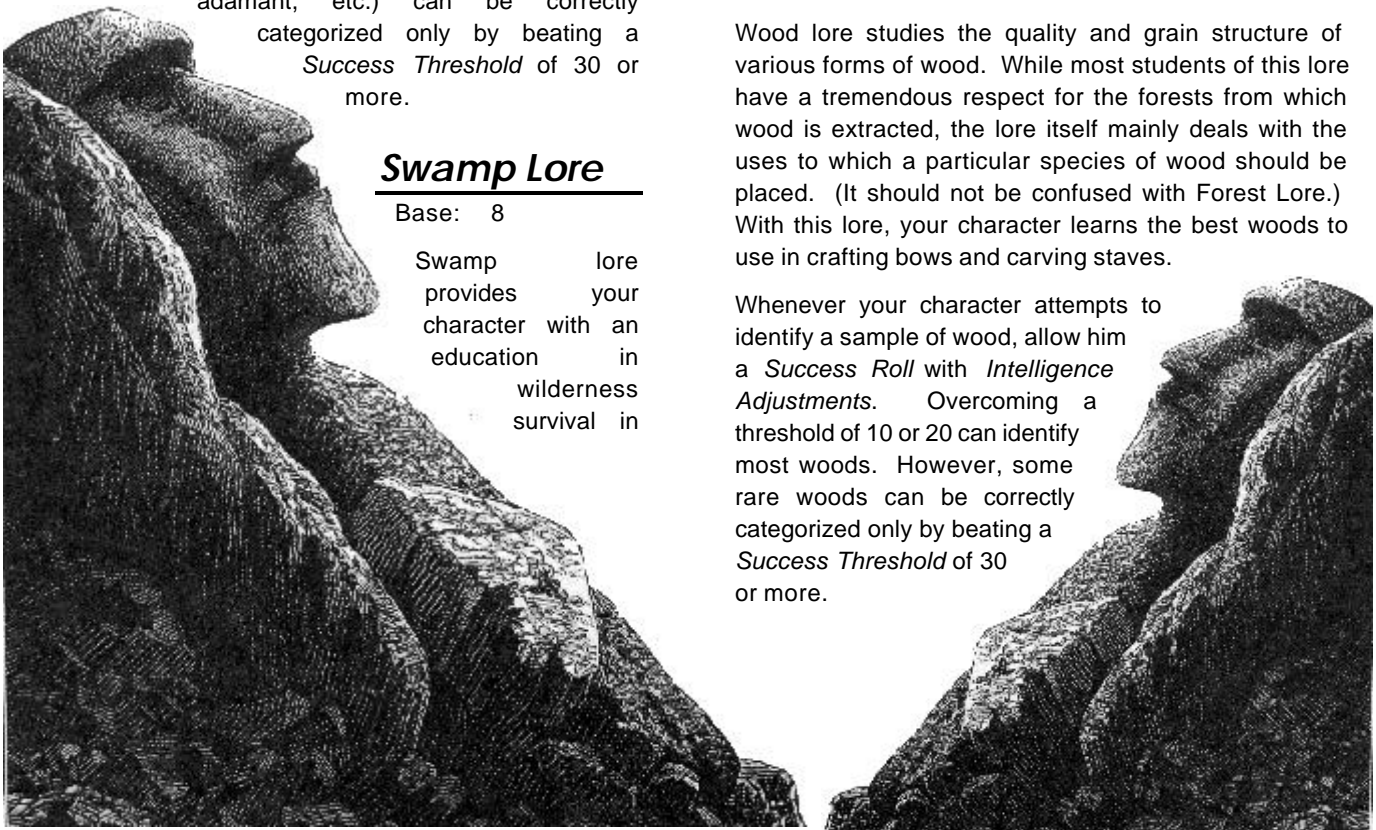 adamant, etc.) can be correctly
categorized only by beating a
Success Threshold of 30 or
more.
Swamp Lore
Base: 8
Swamp lore
provides your
character with an
education in
wilderness
survival in
Wood lore studies the quality and grain structure of
various forms of wood. While most students of this lore
have a tremendous respect for the forests from which
wood is extracted, the lore itself mainly deals with the
uses to which a particular species of wood should be
placed. (It should not be confused with Forest Lore.)
With this lore, your character learns the best woods to
use in crafting bows and carving staves.
Whenever your character attempts to
identify a sample of wood, allow him
a Success Roll with Intelligence
Adjustments. Overcoming a
threshold of 10 or 20 can identify
most woods. However, some
rare woods can be correctly
categorized only by beating a
Success Threshold of 30
or more.